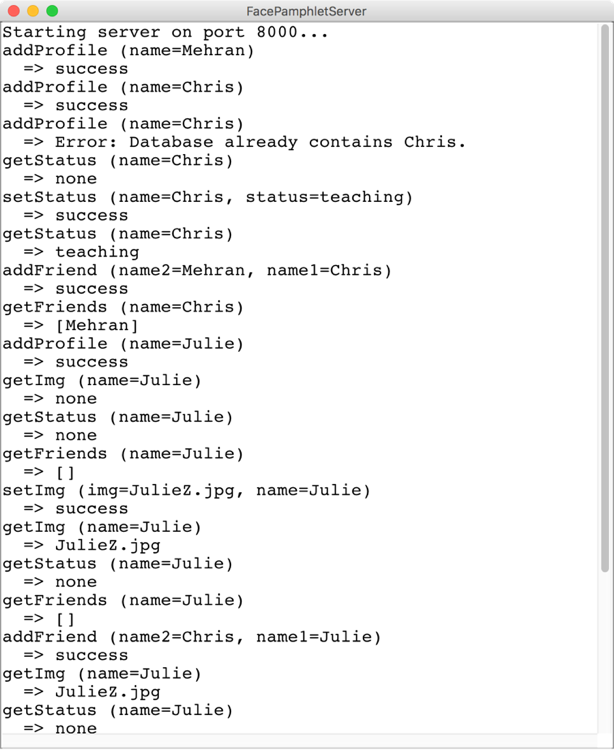 FacePamphletServer
Starting server on port 8000...
addProfile (name=Mehran)
  => success
addProfile (name=Chris)
  => success
addProfile (name=Chris)
  => Error: Database already contains Chris.
getStatus (name=Chris)
  => none
setStatus (name=Chris, status=teaching)
  => success
getStatus (name=Chris)
  => teaching
addFriend (name2=Mehran, name1=Chris)
  => success
getFriends (name=Chris)
  => [Mehran]
addProfile (name=Julie)
  => success
getImg (name=Julie)
  => none
getStatus (name=Julie)
  => none
getFriends (name=Julie)
  => []
setImg (img=JulieZ.jpg, name=Julie)
  => success
getImg (name=Julie)
  => JulieZ.jpg
getStatus (name=Julie)
  => none
getFriends (name=Julie)
  => []
addFriend (name2=Chris, name1=Julie)
  => success
getImg (name=Julie)
  => JulieZ.jpg
getStatus (name=Julie)
  => none